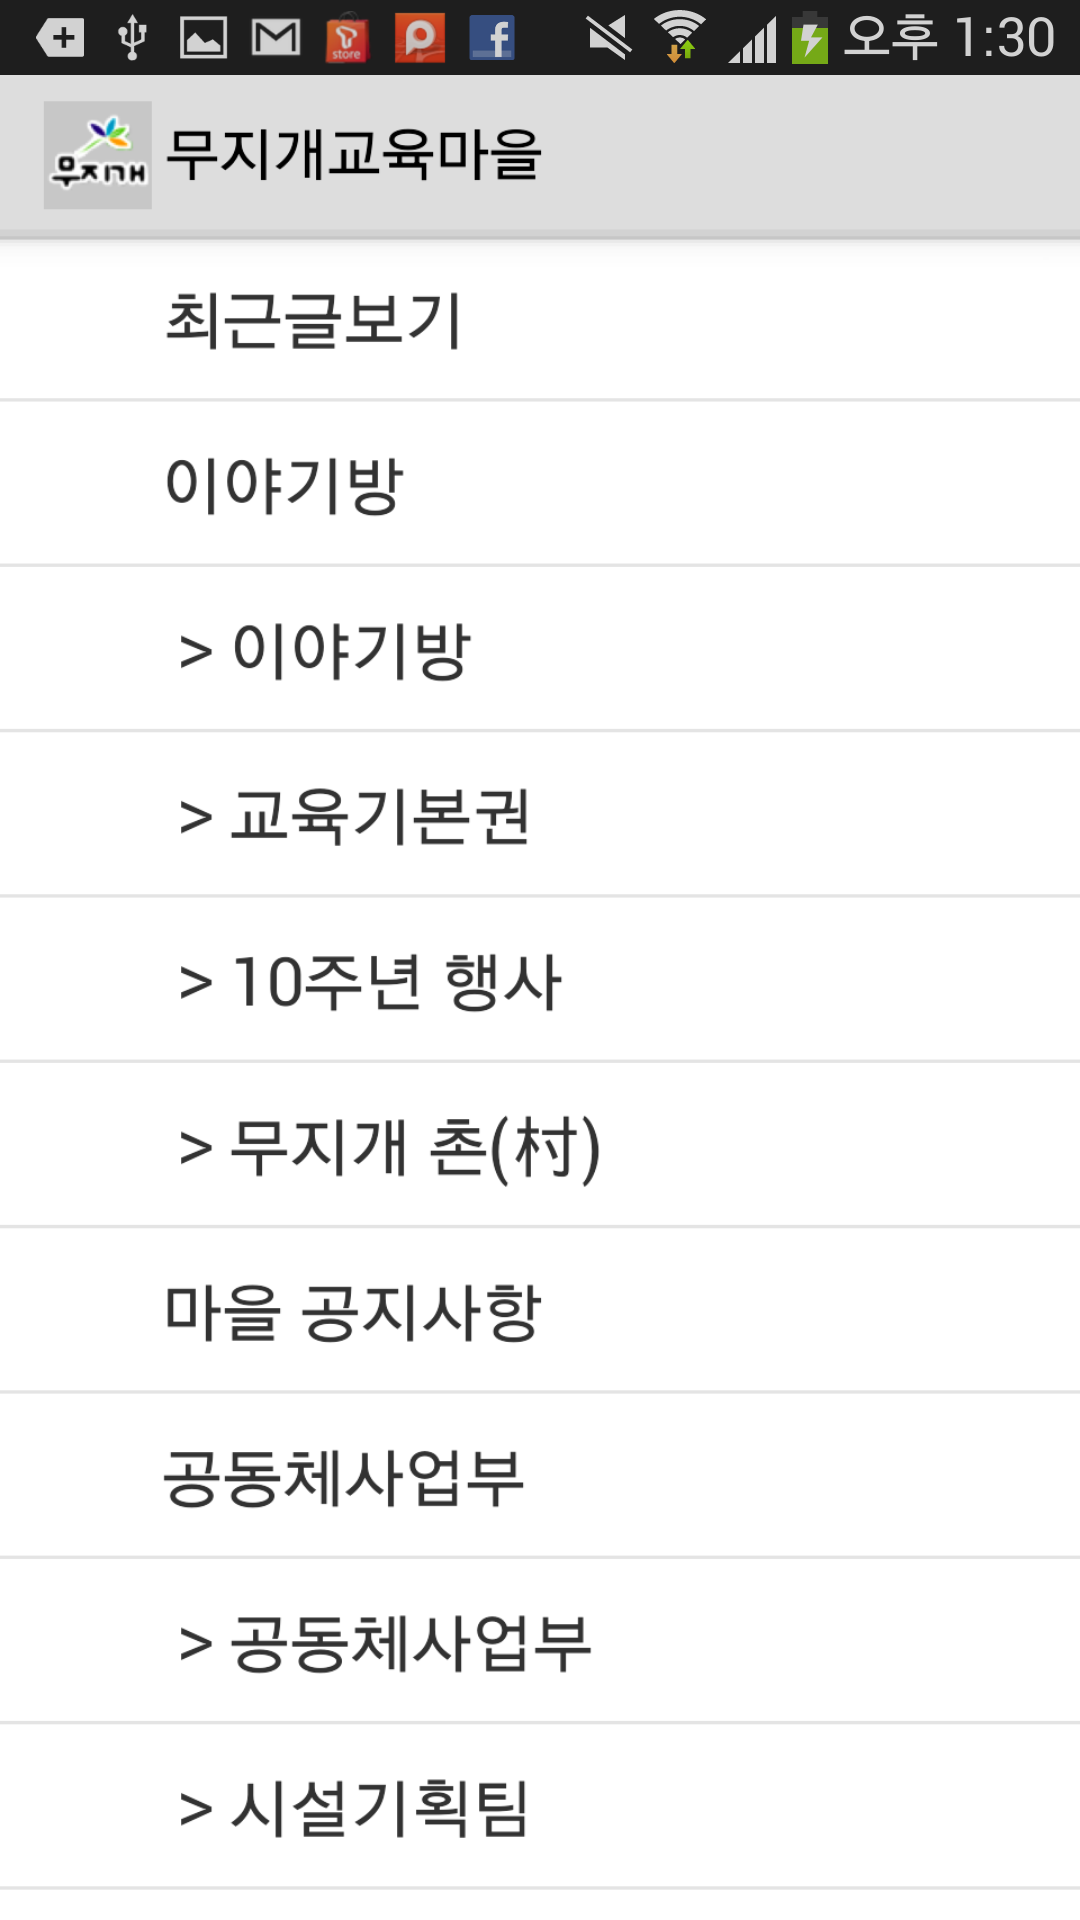 store
오후 1:30
무지개
무지개교육마을
최근글보기
이야기방
> 이야기방
> 교육기본권
> 10주년 행사
> 무지개 촌(村)
마을 공지사항
공동체사업부
> 공동체사업부
> 시설기획팀